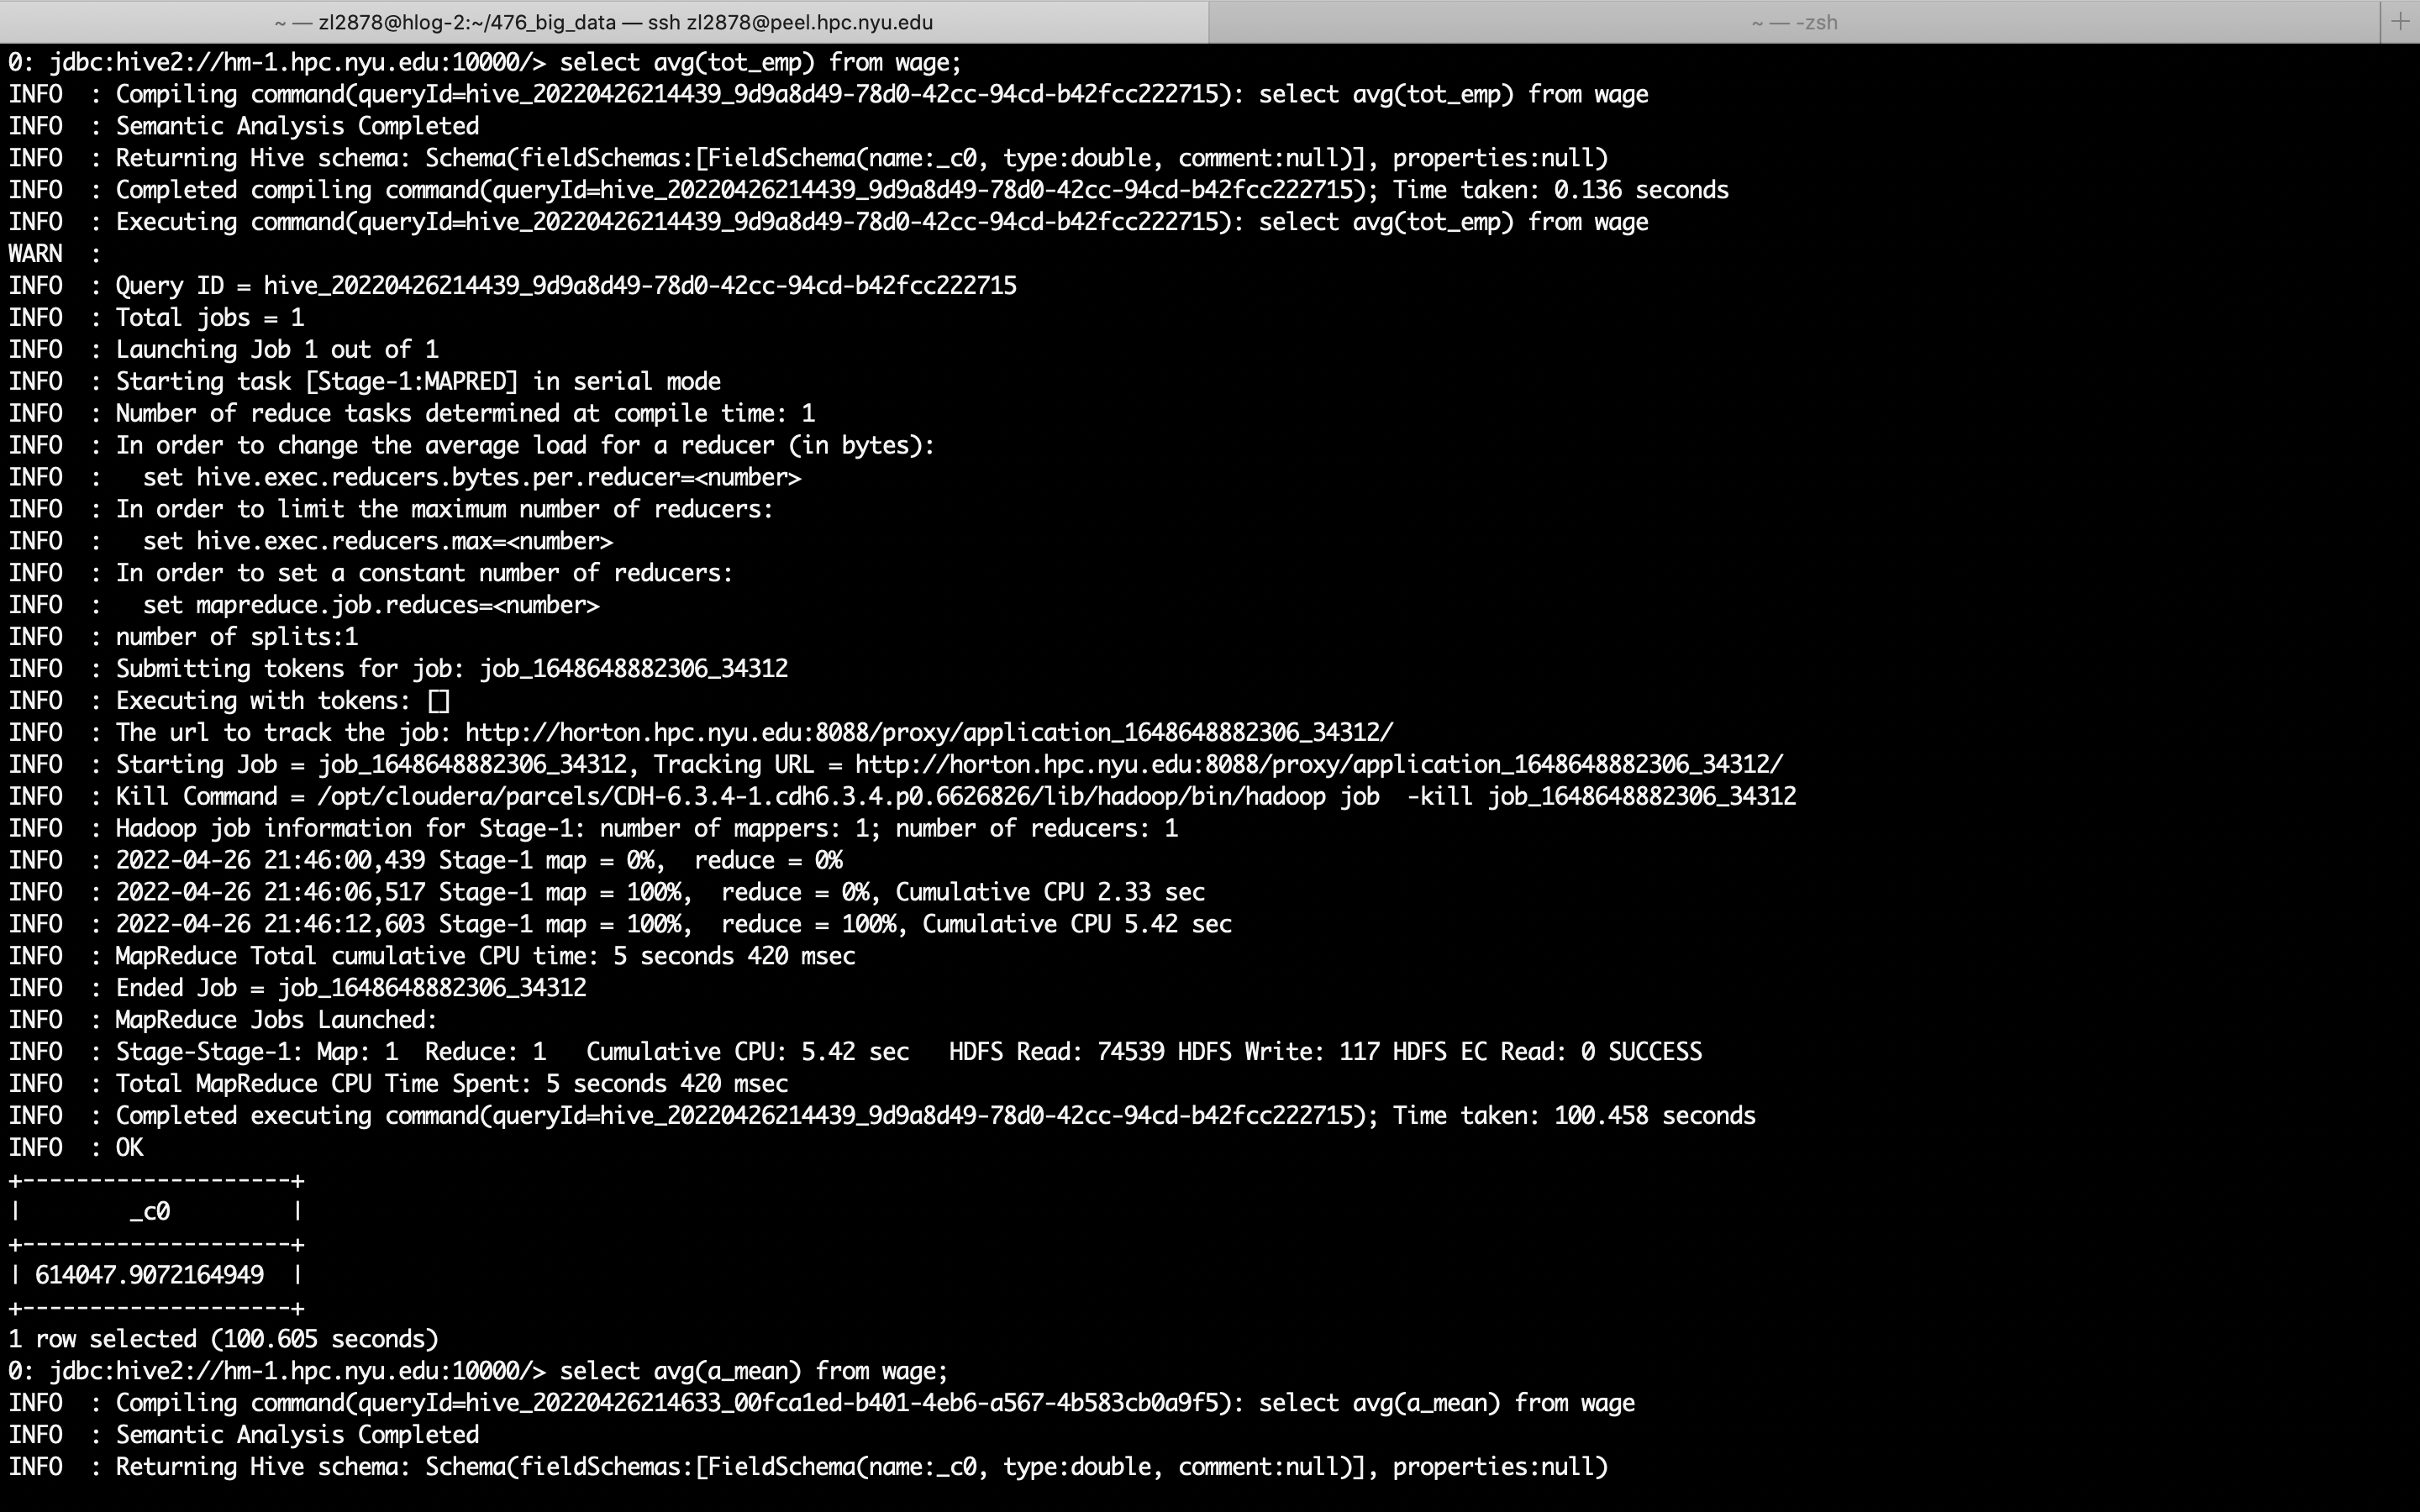 ~ — zl2878@hlog-2:~/476_big_data — ssh zl2878@peel.hpc.nyu.edu
~ — -zsh
+
0: jdbc:hive2://hm-1.hpc.nyu.edu:10000/> select avg(tot_emp) from wage;
INFO  : Compiling command(queryId=hive_20220426214439_9d9a8d49-78d0-42cc-94cd-b42fcc222715): select avg(tot_emp) from wage
INFO  : Semantic Analysis Completed
INFO  : Returning Hive schema: Schema(fieldSchemas:[FieldSchema(name:_c0, type:double, comment:null)], properties:null)
INFO  : Completed compiling command(queryId=hive_20220426214439_9d9a8d49-78d0-42cc-94cd-b42fcc222715); Time taken: 0.136 seconds
INFO  : Executing command(queryId=hive_20220426214439_9d9a8d49-78d0-42cc-94cd-b42fcc222715): select avg(tot_emp) from wage
WARN  :
INFO  : Query ID = hive_20220426214439_9d9a8d49-78d0-42cc-94cd-b42fcc222715
INFO  : Total jobs = 1
INFO  : Launching Job 1 out of 1
INFO  : Starting task [Stage-1:MAPRED] in serial mode
INFO  : Number of reduce tasks determined at compile time: 1
INFO  : In order to change the average load for a reducer (in bytes):
INFO  :   set hive.exec.reducers.bytes.per.reducer=<number>
INFO  : In order to limit the maximum number of reducers:
INFO  :   set hive.exec.reducers.max=<number>
INFO  : In order to set a constant number of reducers:
INFO  :   set mapreduce.job.reduces=<number>
INFO  : number of splits:1
INFO  : Submitting tokens for job: job_1648648882306_34312
INFO  : Executing with tokens: []
INFO  : The url to track the job: http://horton.hpc.nyu.edu:8088/proxy/application_1648648882306_34312/
INFO  : Starting Job = job_1648648882306_34312, Tracking URL = http://horton.hpc.nyu.edu:8088/proxy/application_1648648882306_34312/
INFO  : Kill Command = /opt/cloudera/parcels/CDH-6.3.4-1.cdh6.3.4.p0.6626826/lib/hadoop/bin/hadoop job  -kill job_1648648882306_34312
INFO  : Hadoop job information for Stage-1: number of mappers: 1; number of reducers: 1
INFO  : 2022-04-26 21:46:00,439 Stage-1 map = 0%,  reduce = 0%
INFO  : 2022-04-26 21:46:06,517 Stage-1 map = 100%,  reduce = 0%, Cumulative CPU 2.33 sec
INFO  : 2022-04-26 21:46:12,603 Stage-1 map = 100%,  reduce = 100%, Cumulative CPU 5.42 sec
INFO  : MapReduce Total cumulative CPU time: 5 seconds 420 msec
INFO  : Ended Job = job_1648648882306_34312
INFO  : MapReduce Jobs Launched:
INFO  : Stage-Stage-1: Map: 1  Reduce: 1   Cumulative CPU: 5.42 sec   HDFS Read: 74539 HDFS Write: 117 HDFS EC Read: 0 SUCCESS
INFO  : Total MapReduce CPU Time Spent: 5 seconds 420 msec
INFO  : Completed executing command(queryId=hive_20220426214439_9d9a8d49-78d0-42cc-94cd-b42fcc222715); Time taken: 100.458 seconds
INFO  : OK
+--------------------+
|        _c0         |
+--------------------+
| 614047.9072164949  |
+--------------------+
1 row selected (100.605 seconds)
0: jdbc:hive2://hm-1.hpc.nyu.edu:10000/> select avg(a_mean) from wage;
INFO  : Compiling command(queryId=hive_20220426214633_00fca1ed-b401-4eb6-a567-4b583cb0a9f5): select avg(a_mean) from wage
INFO  : Semantic Analysis Completed
INFO  : Returning Hive schema: Schema(fieldSchemas:[FieldSchema(name:_c0, type:double, comment:null)], properties:null)